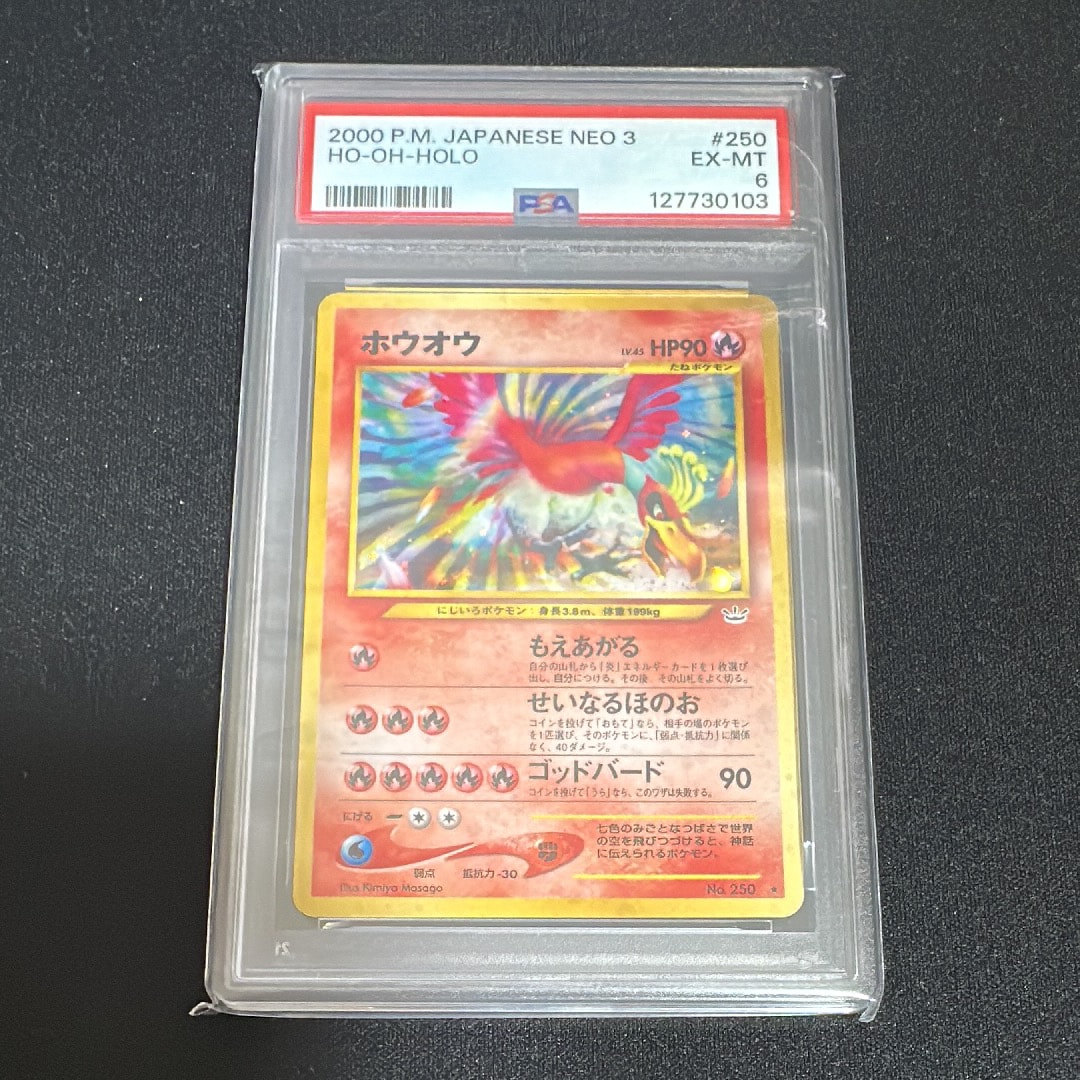 2000 P.M. JAPANESE NEO 3 #250
HO-OH-HOLO EX-MT
6
PSA 127730103
ホウオウ LV.45 HP90
たねポケモン
にじいろポケモン：身長3.8m、体重199kg
もえあがる
自分の山札から「炎」エネルギーカードを1枚選び
出し、自分につける。その後 その山札をよく切る。
せいなるほのお
コインを投げて「おもて」なら、相手の場のポケモン
を1匹選び、そのポケモンに、「弱点・抵抗力」に関係
なく、40ダメージ。
ゴッドバード 90
コインを投げて「うら」なら、このワザは失敗する。
にげる
七色のみごとなつばさで世界
の空を飛びつづけると、神話
に伝えられるポケモン。
弱点 抵抗力 -30
Illus. Kimiya Masago No. 250
21